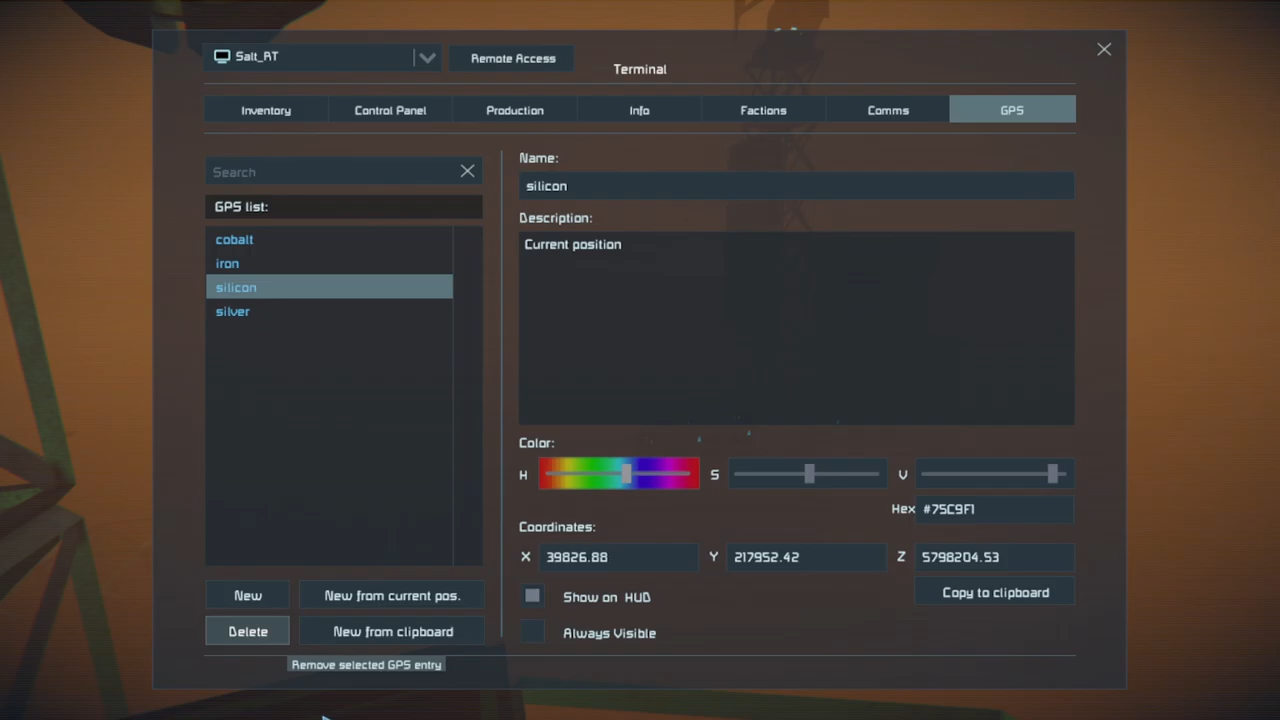 Salt_RT
Remote Access
Terminal
Inventory
Control Panel
Production
Info
Factions
Comms
GPS
Search
GPS list:
cobalt
iron
silicon
silver
New
New from current pos.
Delete
New from clipboard
Remove selected GPS entry
Name:
silicon
Description:
Current position
Color:
H
S
V
Hex #75C9F1
Coordinates:
X 39826.88
Y 217952.42
Z 5798204.53
Show on HUD
Copy to clipboard
Always Visible